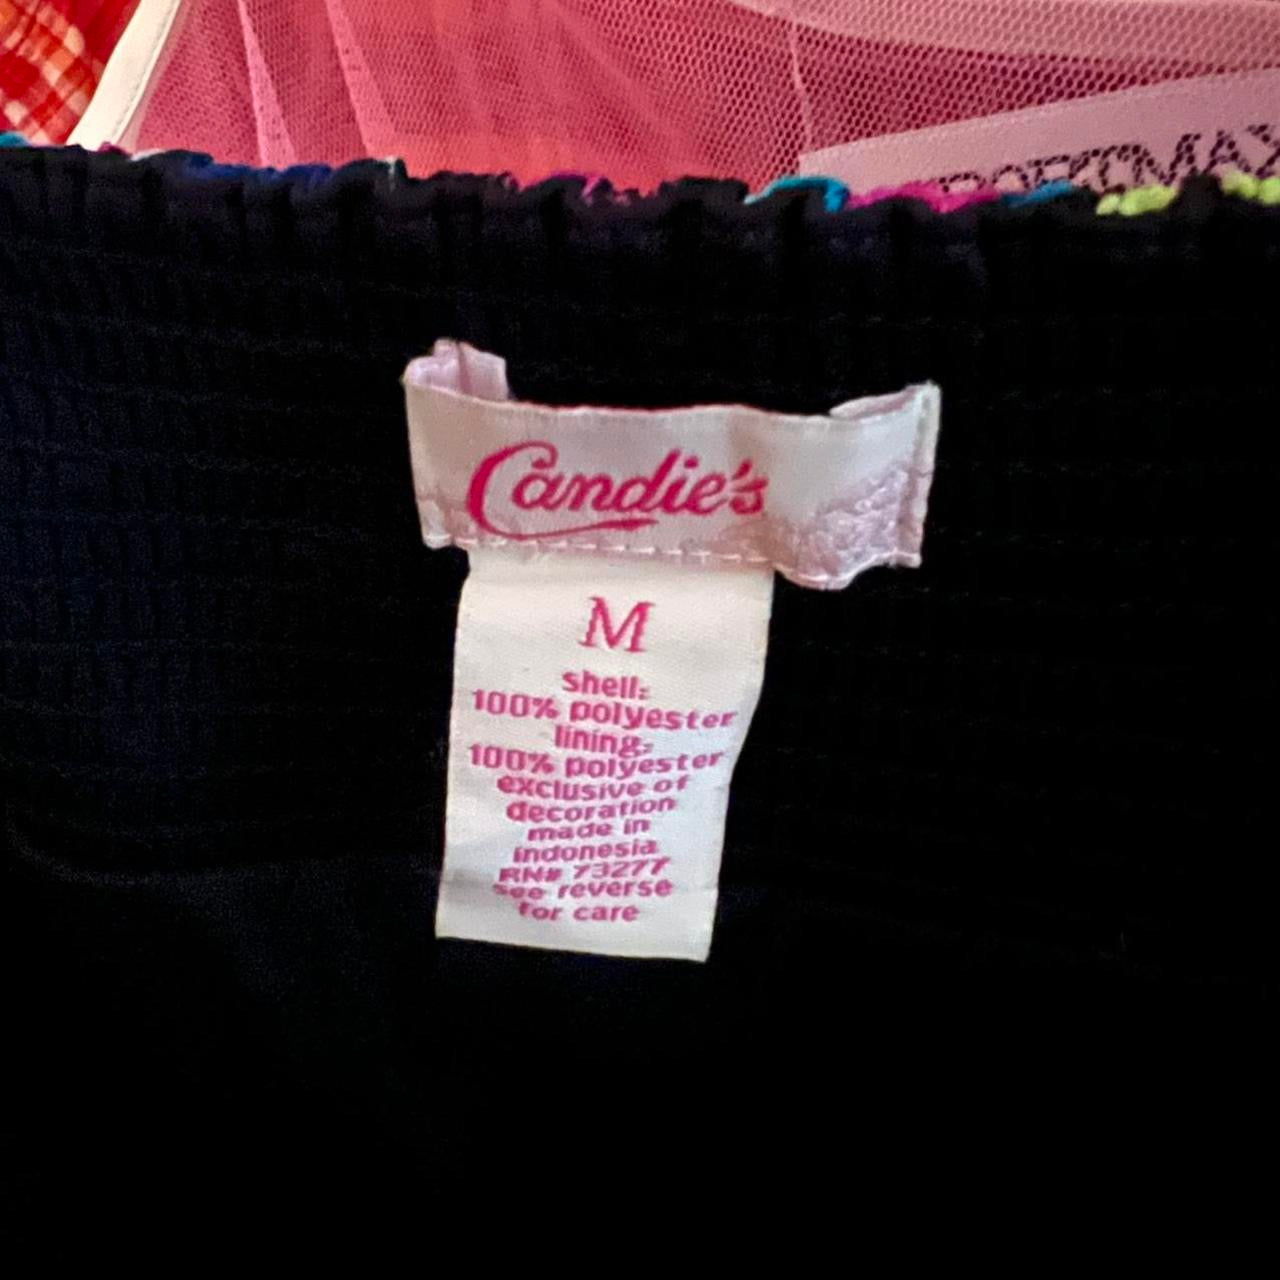 SPORTMAX
Candie's
M
shell:
100% polyester
lining:
100% polyester
exclusive of
decoration
made in
indonesia
RN# 73277
see reverse
for care